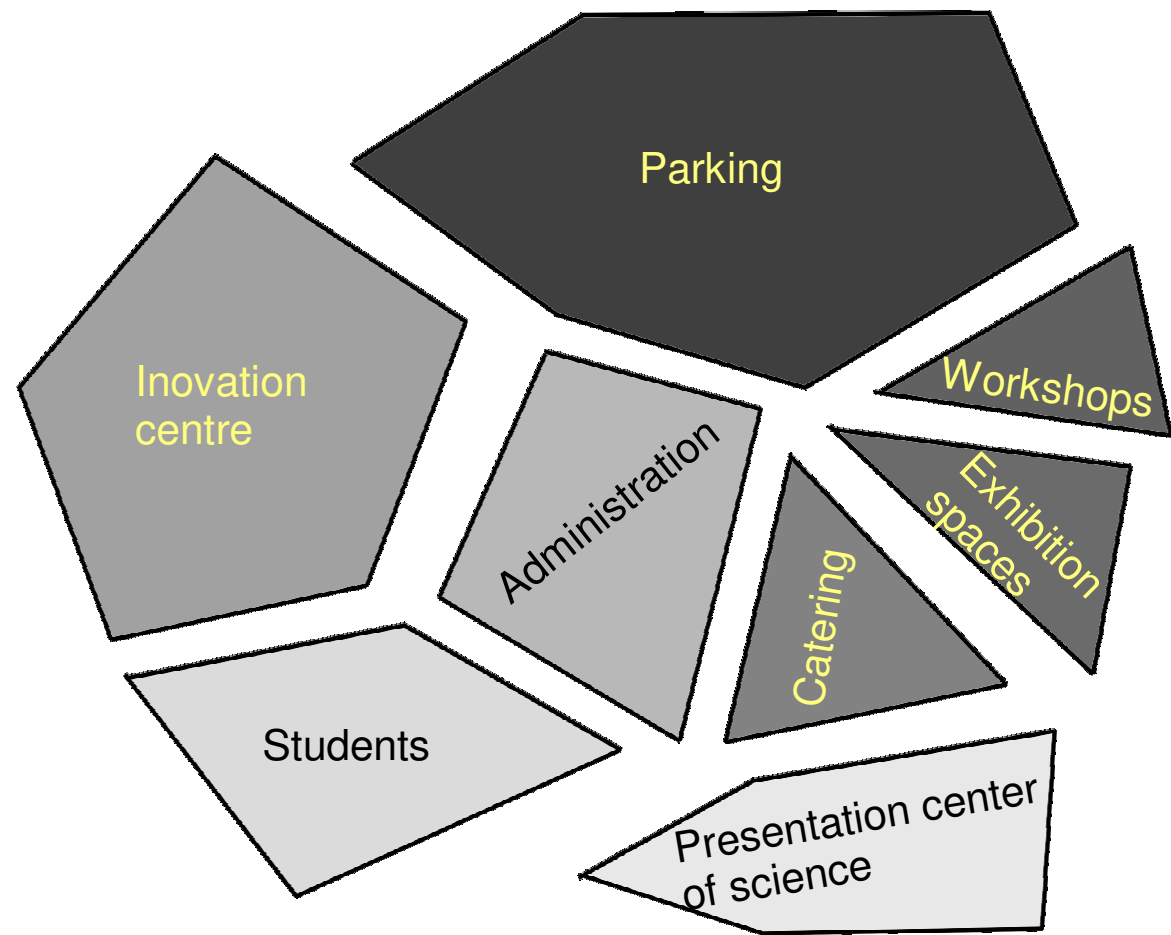 Parking
Workshops
Inovation
centre
Administration
Exhibition
spaces
Catering
Students
Presentation center
of science